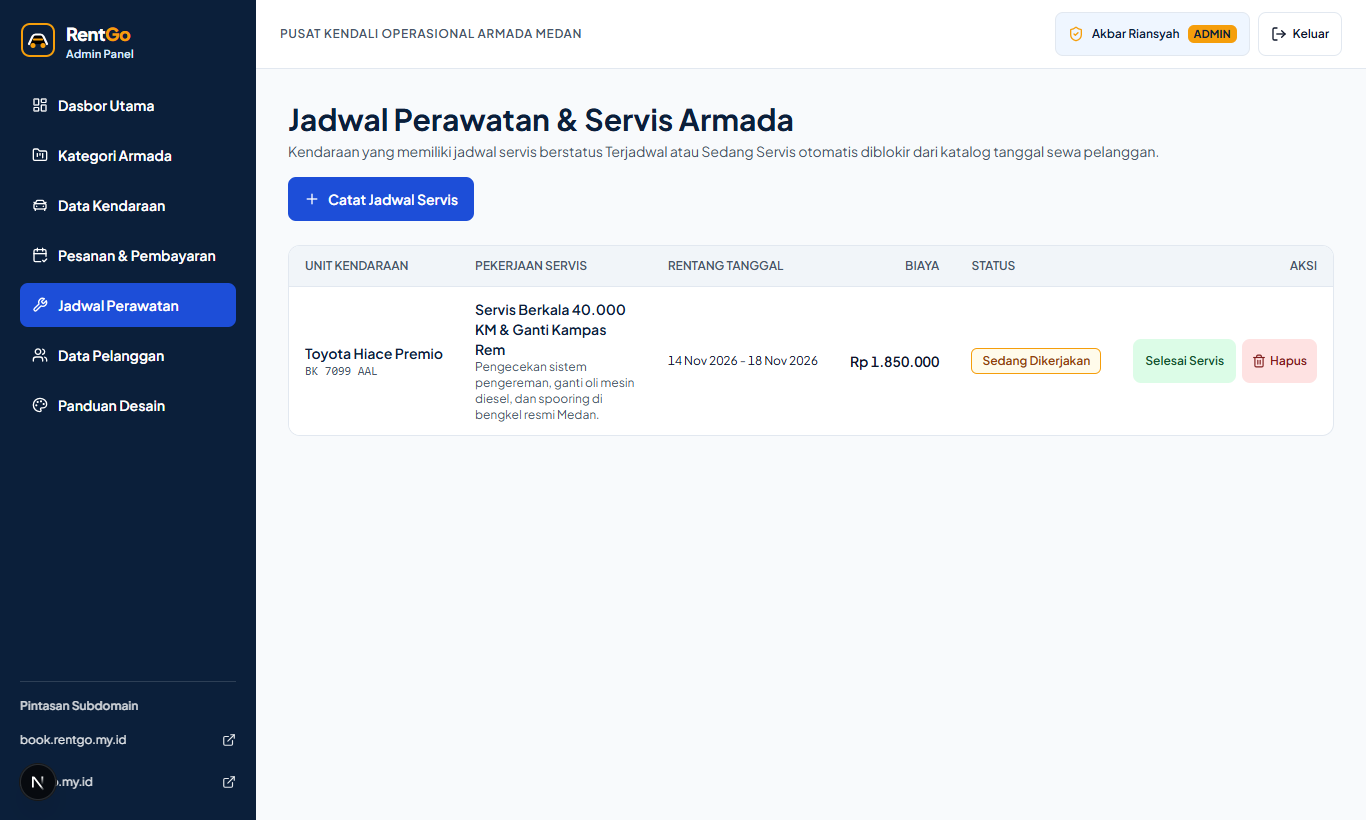 RentGo
Admin Panel
PUSAT KENDALI OPERASIONAL ARMADA MEDAN
Akbar Riansyah ADMIN
Keluar
Dasbor Utama
Kategori Armada
Data Kendaraan
Pesanan & Pembayaran
Jadwal Perawatan
Data Pelanggan
Panduan Desain
Pintasan Subdomain
book.rentgo.my.id
N
.my.id
Jadwal Perawatan & Servis Armada
Kendaraan yang memiliki jadwal servis berstatus Terjadwal atau Sedang Servis otomatis diblokir dari katalog tanggal sewa pelanggan.
+ Catat Jadwal Servis
UNIT KENDARAAN PEKERJAAN SERVIS RENTANG TANGGAL BIAYA STATUS AKSI
Toyota Hiace Premio
BK 7099 AAL
Servis Berkala 40.000
KM & Ganti Kampas
Rem
Pengecekan sistem
pengereman, ganti oli mesin
diesel, dan spooring di
bengkel resmi Medan.
14 Nov 2026 - 18 Nov 2026
Rp 1.850.000
Sedang Dikerjakan
Selesai Servis
Hapus